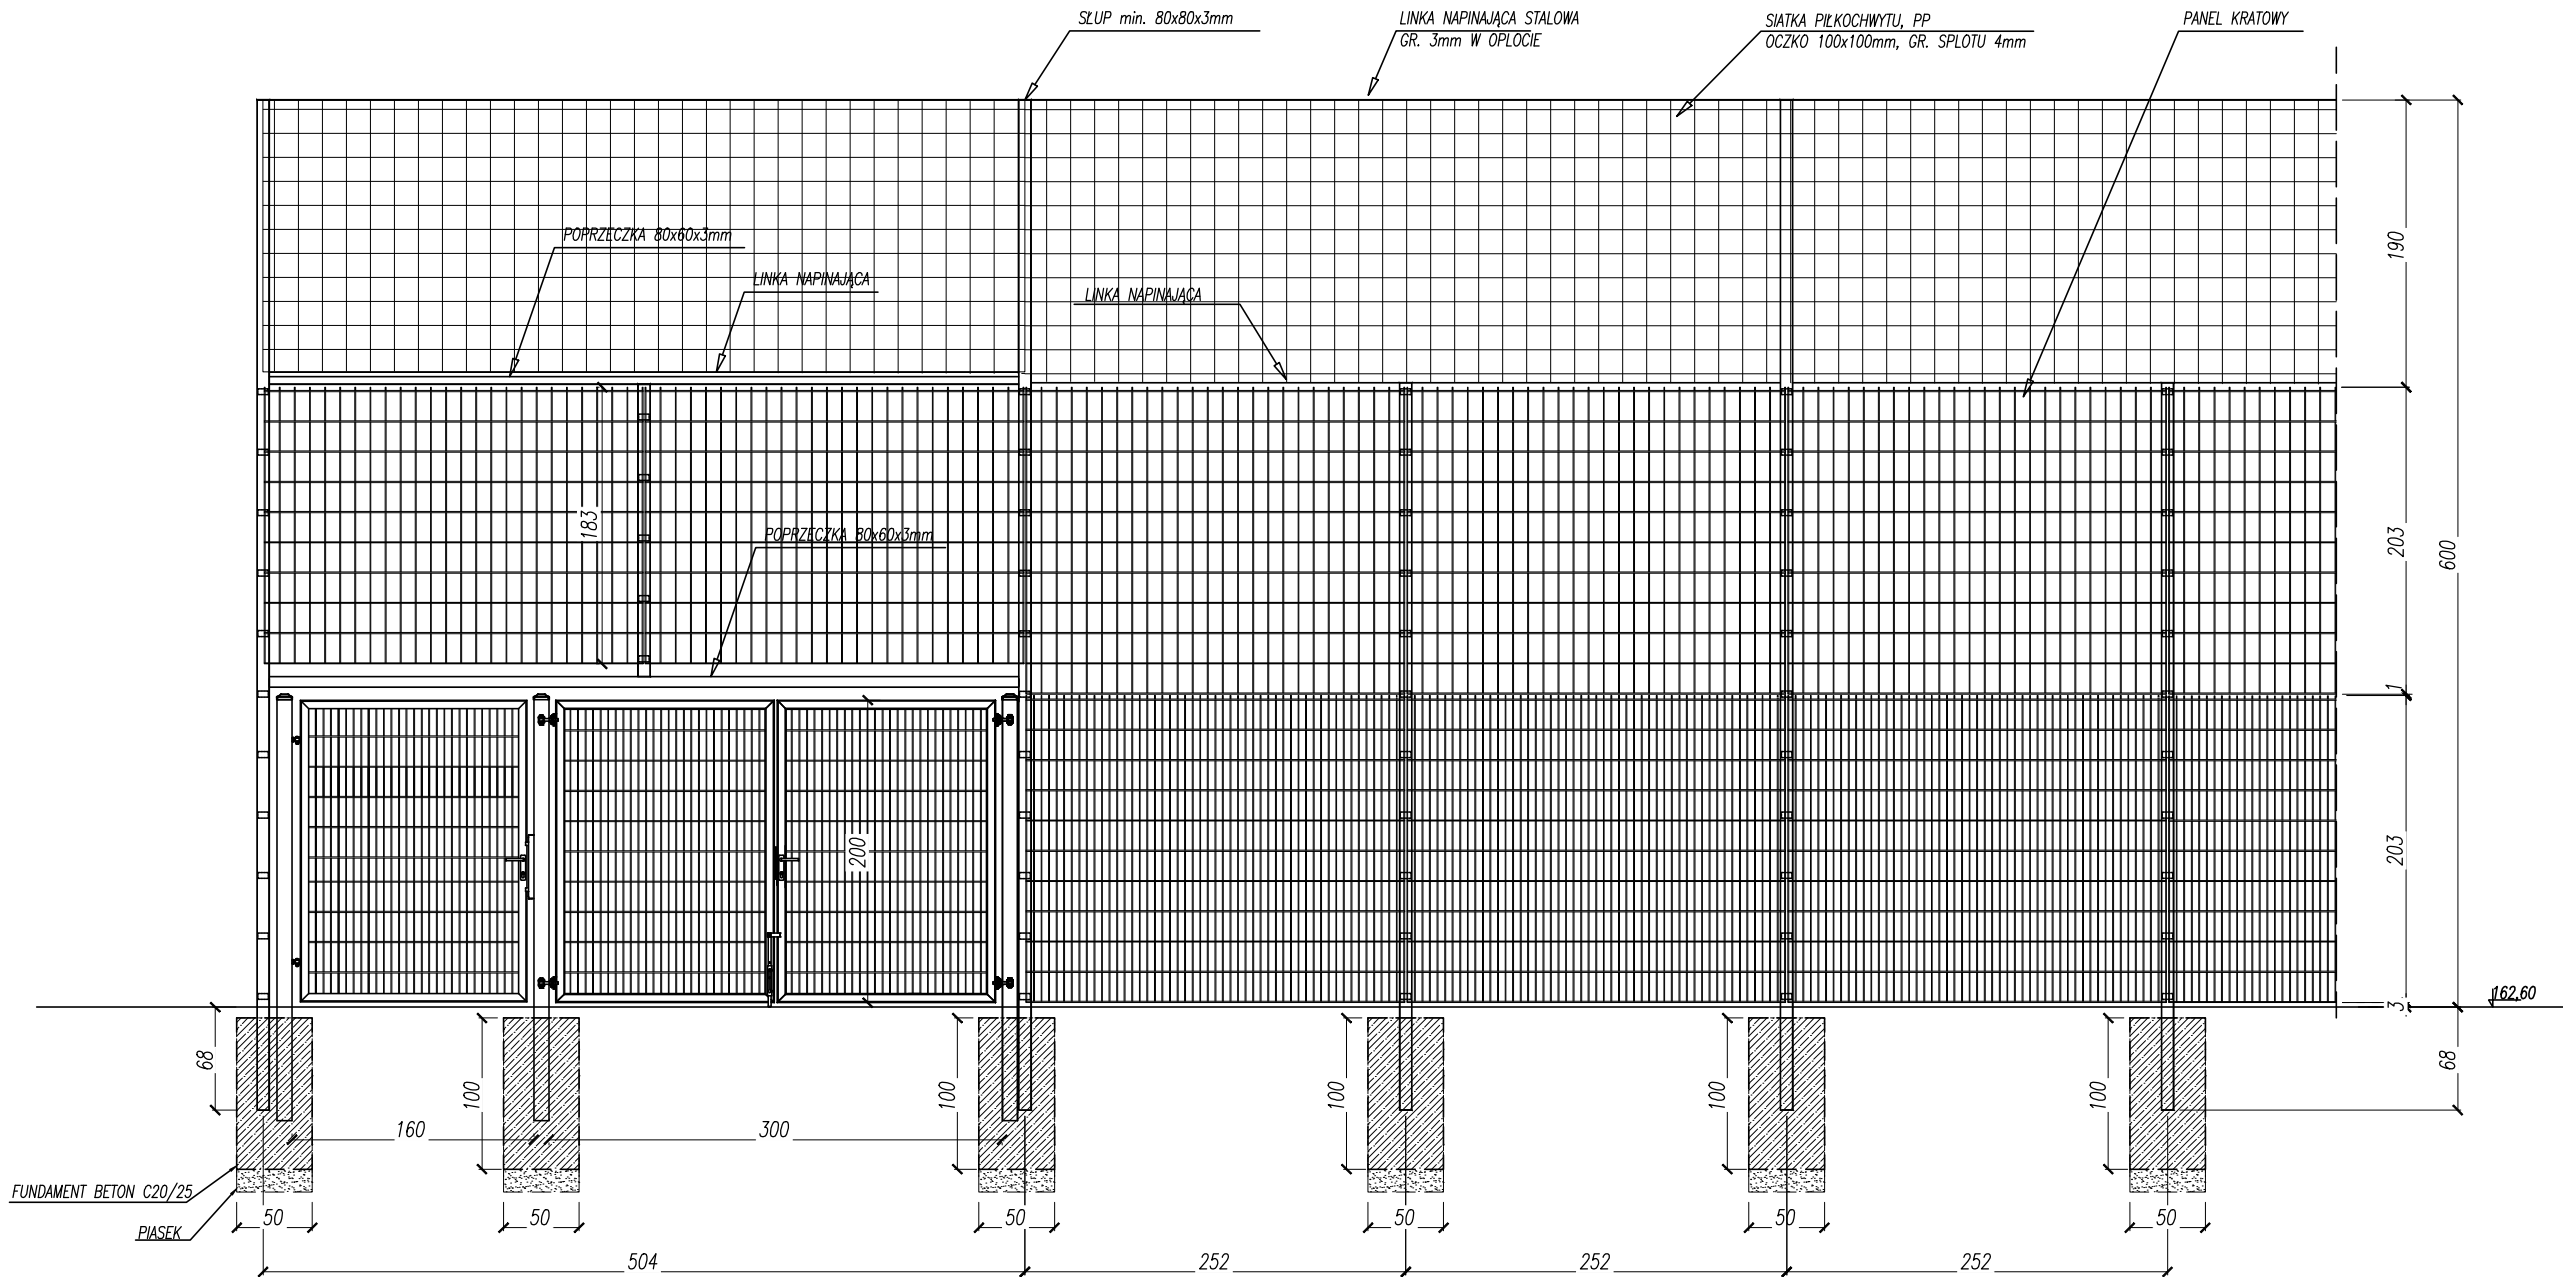 SŁUP min. 80x80x3mm
LINKA NAPINAJĄCA STALOWA
GR. 3mm W OPLOCIE
SIATKA PIŁKOCHWYTU, PP
OCZKO 100x100mm, GR. SPLOTU 4mm
PANEL KRATOWY
POPRZECZKA 80x60x3mm
LINKA NAPINAJĄCA
LINKA NAPINAJĄCA
190
183
POPRZECZKA 80x60x3mm
203
600
1
200
203
3
162,60
68
100
100
100
100
100
68
160
300
FUNDAMENT BETON C20/25
PIASEK
50
50
50
50
50
50
504
252
252
252